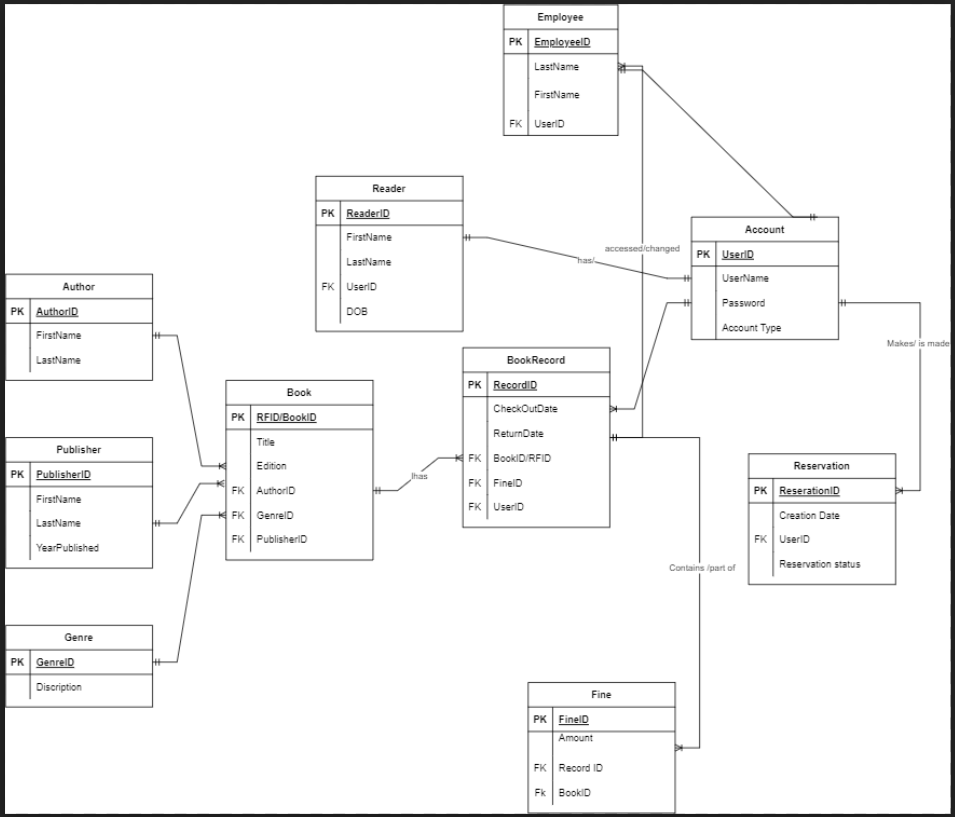 Employee
PK EmployeeID
LastName
FirstName
FK UserID
Reader
PK ReaderID
FirstName
LastName
FK UserID
DOB
has/
accessed/changed
Account
PK UserID
UserName
Password
Account Type
Makes/ is made
Author
PK AuthorID
FirstName
LastName
Book
PK RFID/BookID
Title
Edition
FK AuthorID
FK GenreID
FK PublisherID
lhas
BookRecord
PK RecordID
CheckOutDate
ReturnDate
FK BookID/RFID
FK FineID
FK UserID
Publisher
PK PublisherID
FirstName
LastName
YearPublished
Reservation
PK ReserationID
Creation Date
FK UserID
Reservation status
Contains /part of
Genre
PK GenreID
Discription
Fine
PK FineID
Amount
FK Record ID
Fk BookID